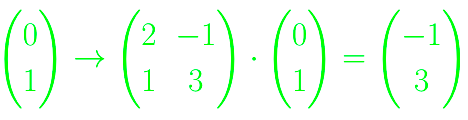 (0 1) → (2 -1 1 3) · (0 1) = (-1 3)